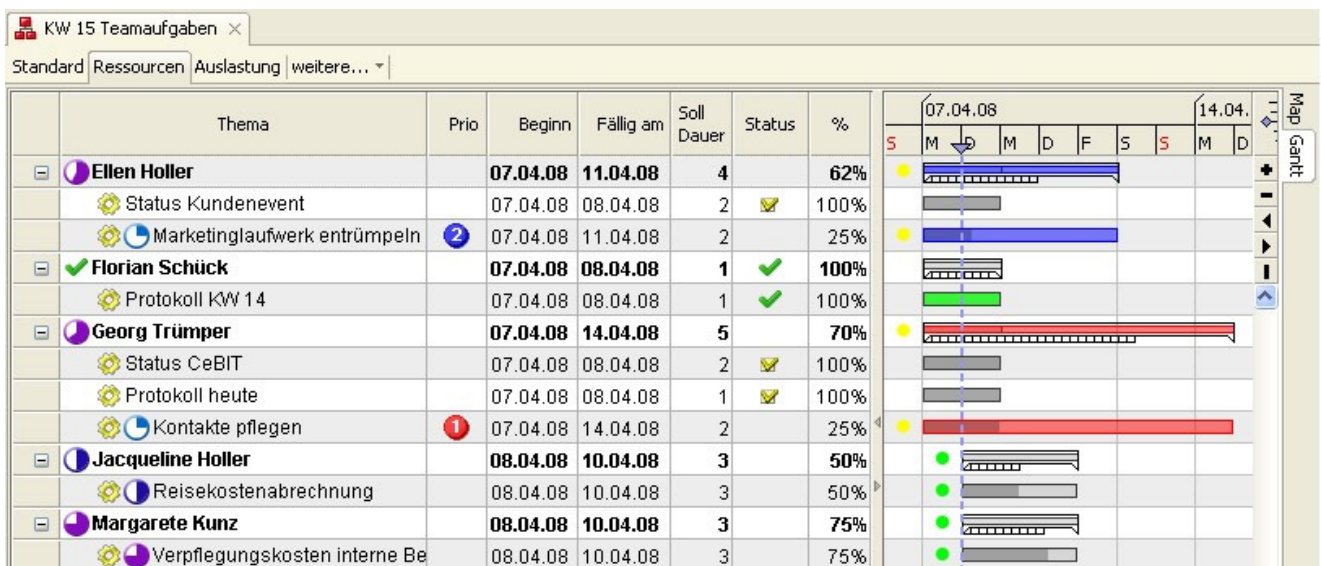 KW 15 Teamaufgaben
Standard Ressourcen Auslastung weitere...
Thema Prio Beginn Fällig am Soll Dauer Status % 07.04.08 14.04.
S M D M D F S S M D
Map Gantt
Ellen Holler 07.04.08 11.04.08 4 62%
Status Kundenevent 07.04.08 08.04.08 2 100%
Marketinglaufwerk entrümpeln 2 07.04.08 11.04.08 2 25%
Florian Schück 07.04.08 08.04.08 1 100%
Protokoll KW 14 07.04.08 08.04.08 1 100%
Georg Trümper 07.04.08 14.04.08 5 70%
Status CeBIT 07.04.08 08.04.08 2 100%
Protokoll heute 07.04.08 08.04.08 1 100%
Kontakte pflegen 1 07.04.08 14.04.08 2 25%
Jacqueline Holler 08.04.08 10.04.08 3 50%
Reisekostenabrechnung 08.04.08 10.04.08 3 50%
Margarete Kunz 08.04.08 10.04.08 3 75%
Verpflegungskosten interne Be 08.04.08 10.04.08 3 75%